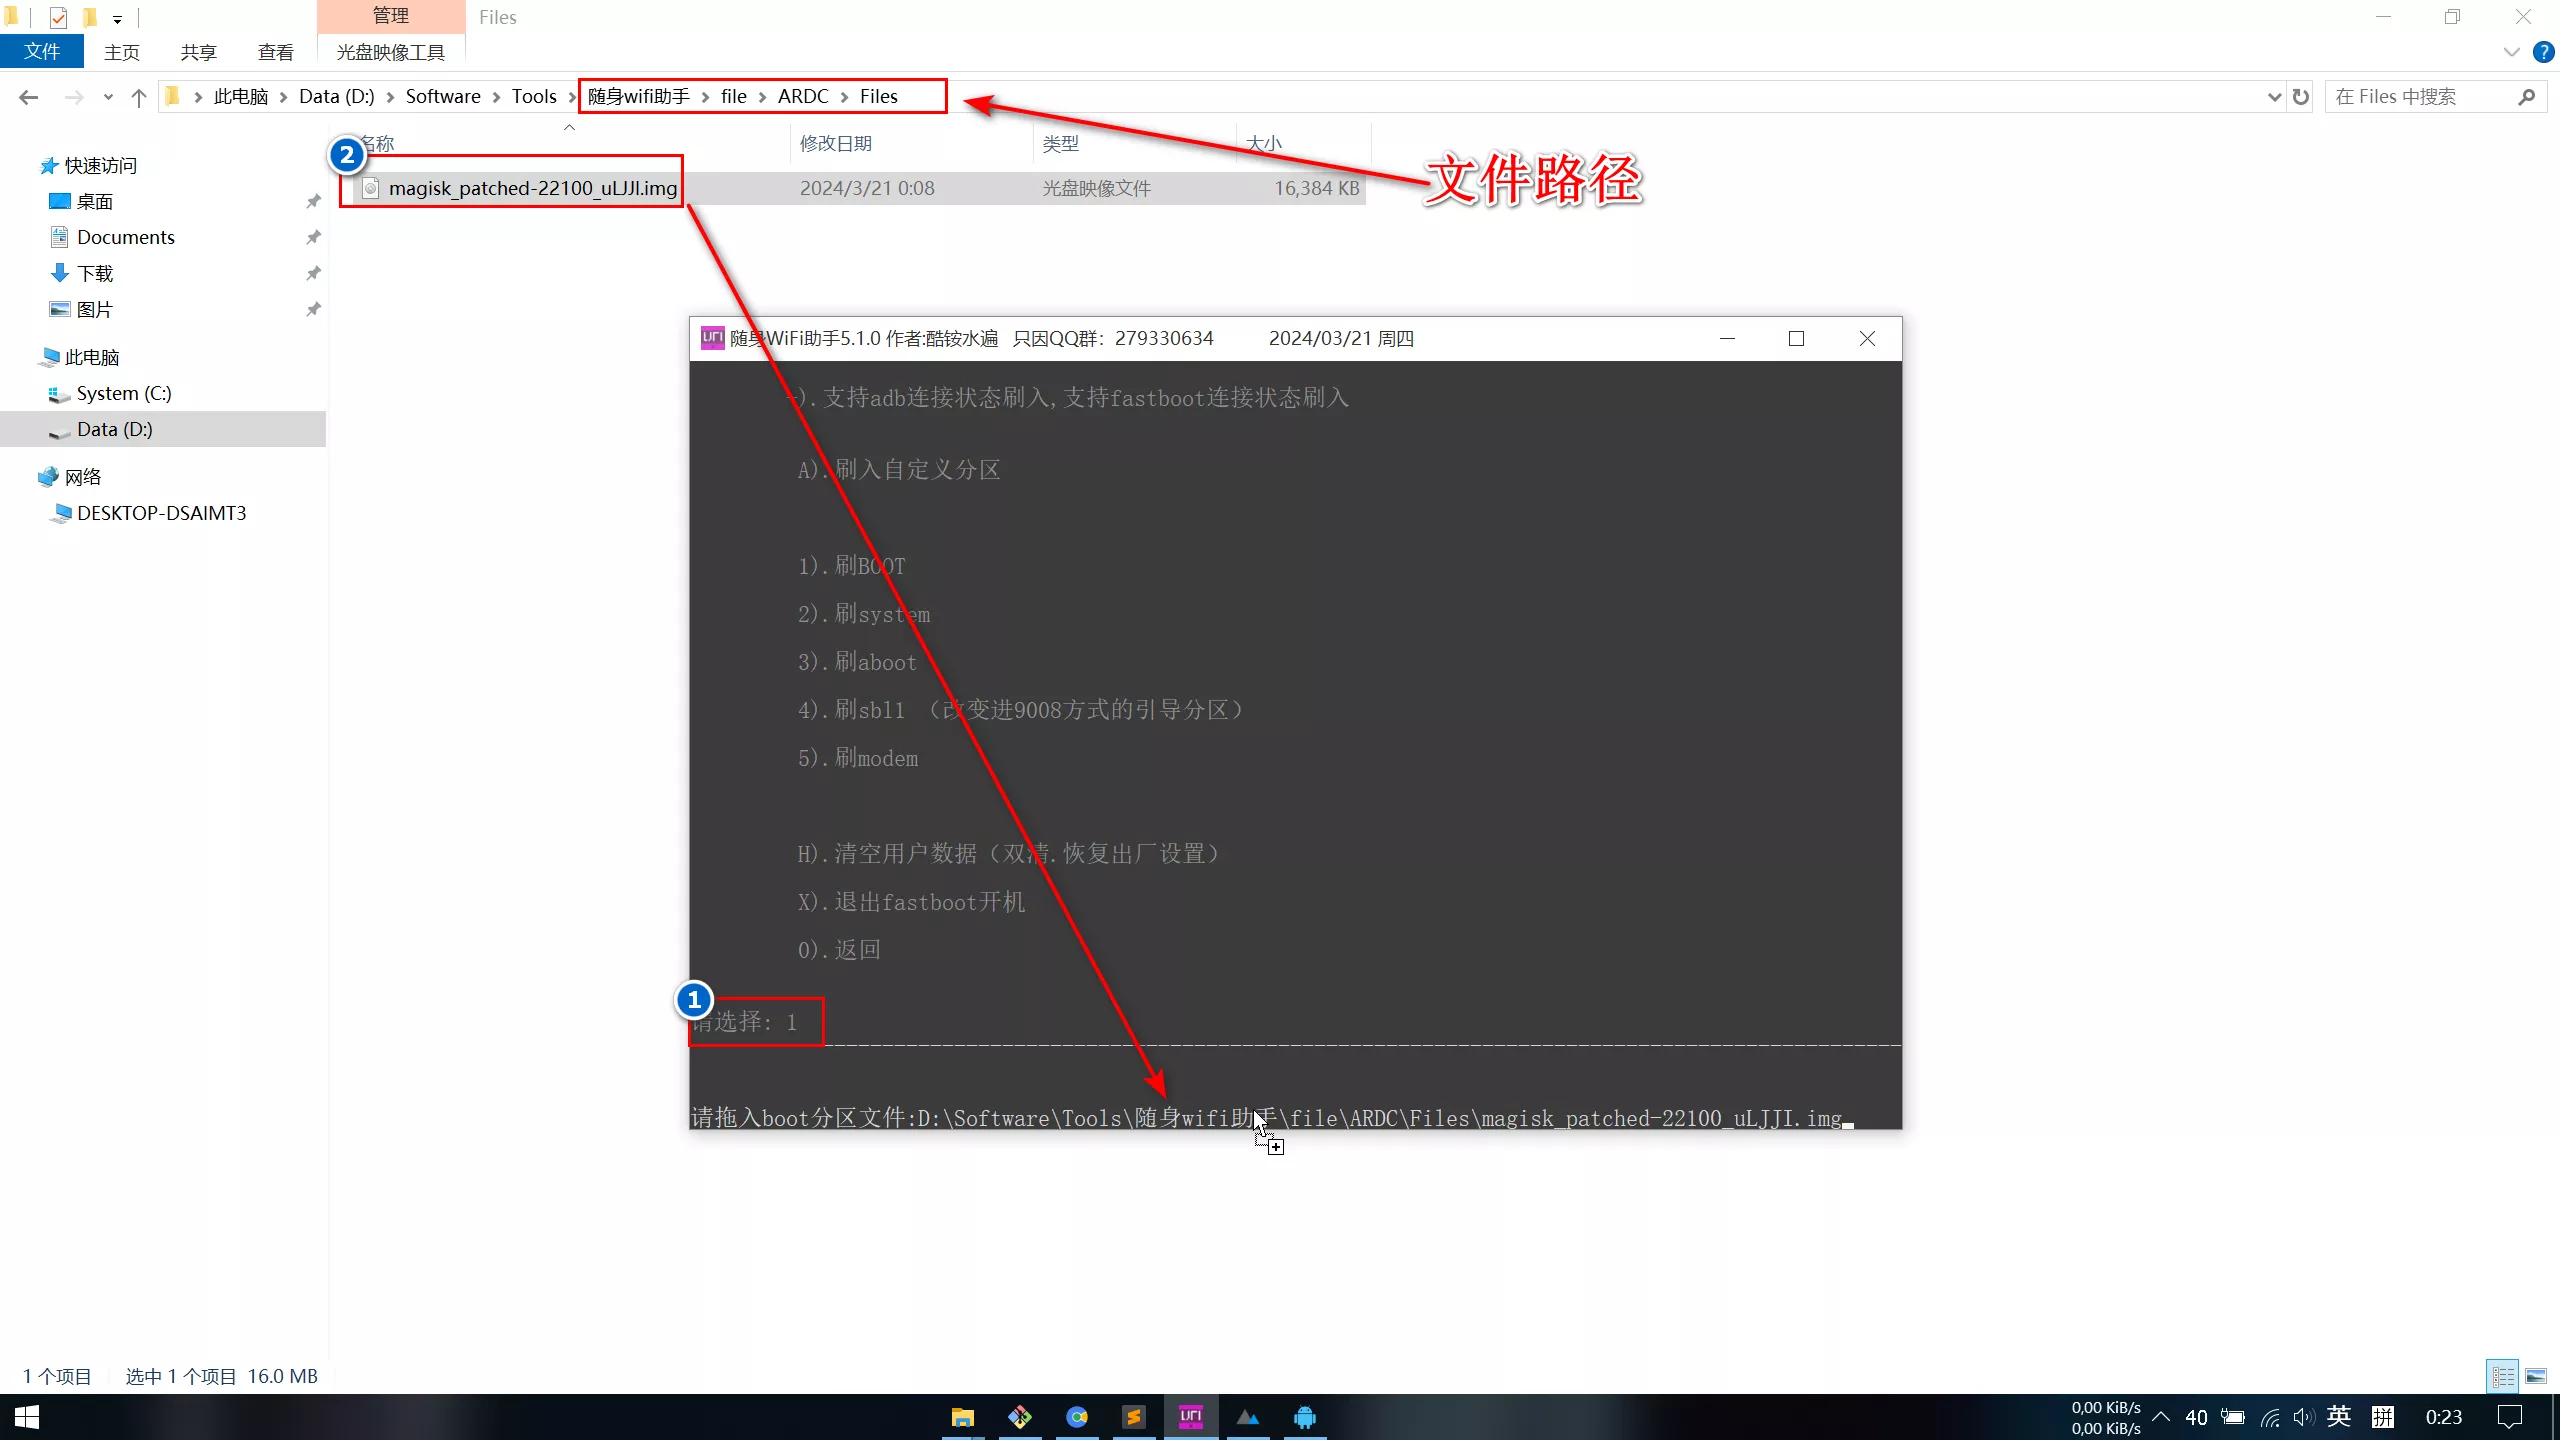 管理
Files
文件
主页
共享
查看
光盘映像工具
此电脑
Data (D:)
Software
Tools
随身wifi助手
file
ARDC
Files
在 Files 中搜索
文件路径
快速访问
桌面
Documents
下载
图片
此电脑
System (C:)
Data (D:)
网络
DESKTOP-DSAIMT3
2
名称
修改日期
类型
大小
magisk_patched-22100_uLJJI.img
2024/3/21 0:08
光盘映像文件
16,384 KB
随身WiFi助手5.1.0 作者:酷铵水遍 只因QQ群：279330634 2024/03/21 周四
).支持adb连接状态刷入,支持fastboot连接状态刷入
A).刷入自定义分区
1).刷BOOT
2).刷system
3).刷aboot
4).刷sbl1 （改变进9008方式的引导分区）
5).刷modem
H).清空用户数据（双清.恢复出厂设置）
X).退出fastboot开机
0).返回
1
请选择: 1
请拖入boot分区文件:D:\Software\Tools\随身wifi助手\file\ARDC\Files\magisk_patched-22100_uLJJI.img
1 个项目
选中 1 个项目 16.0 MB
UFI
0,00 KiB/s
0,00 KiB/s
40
英
拼
0:23